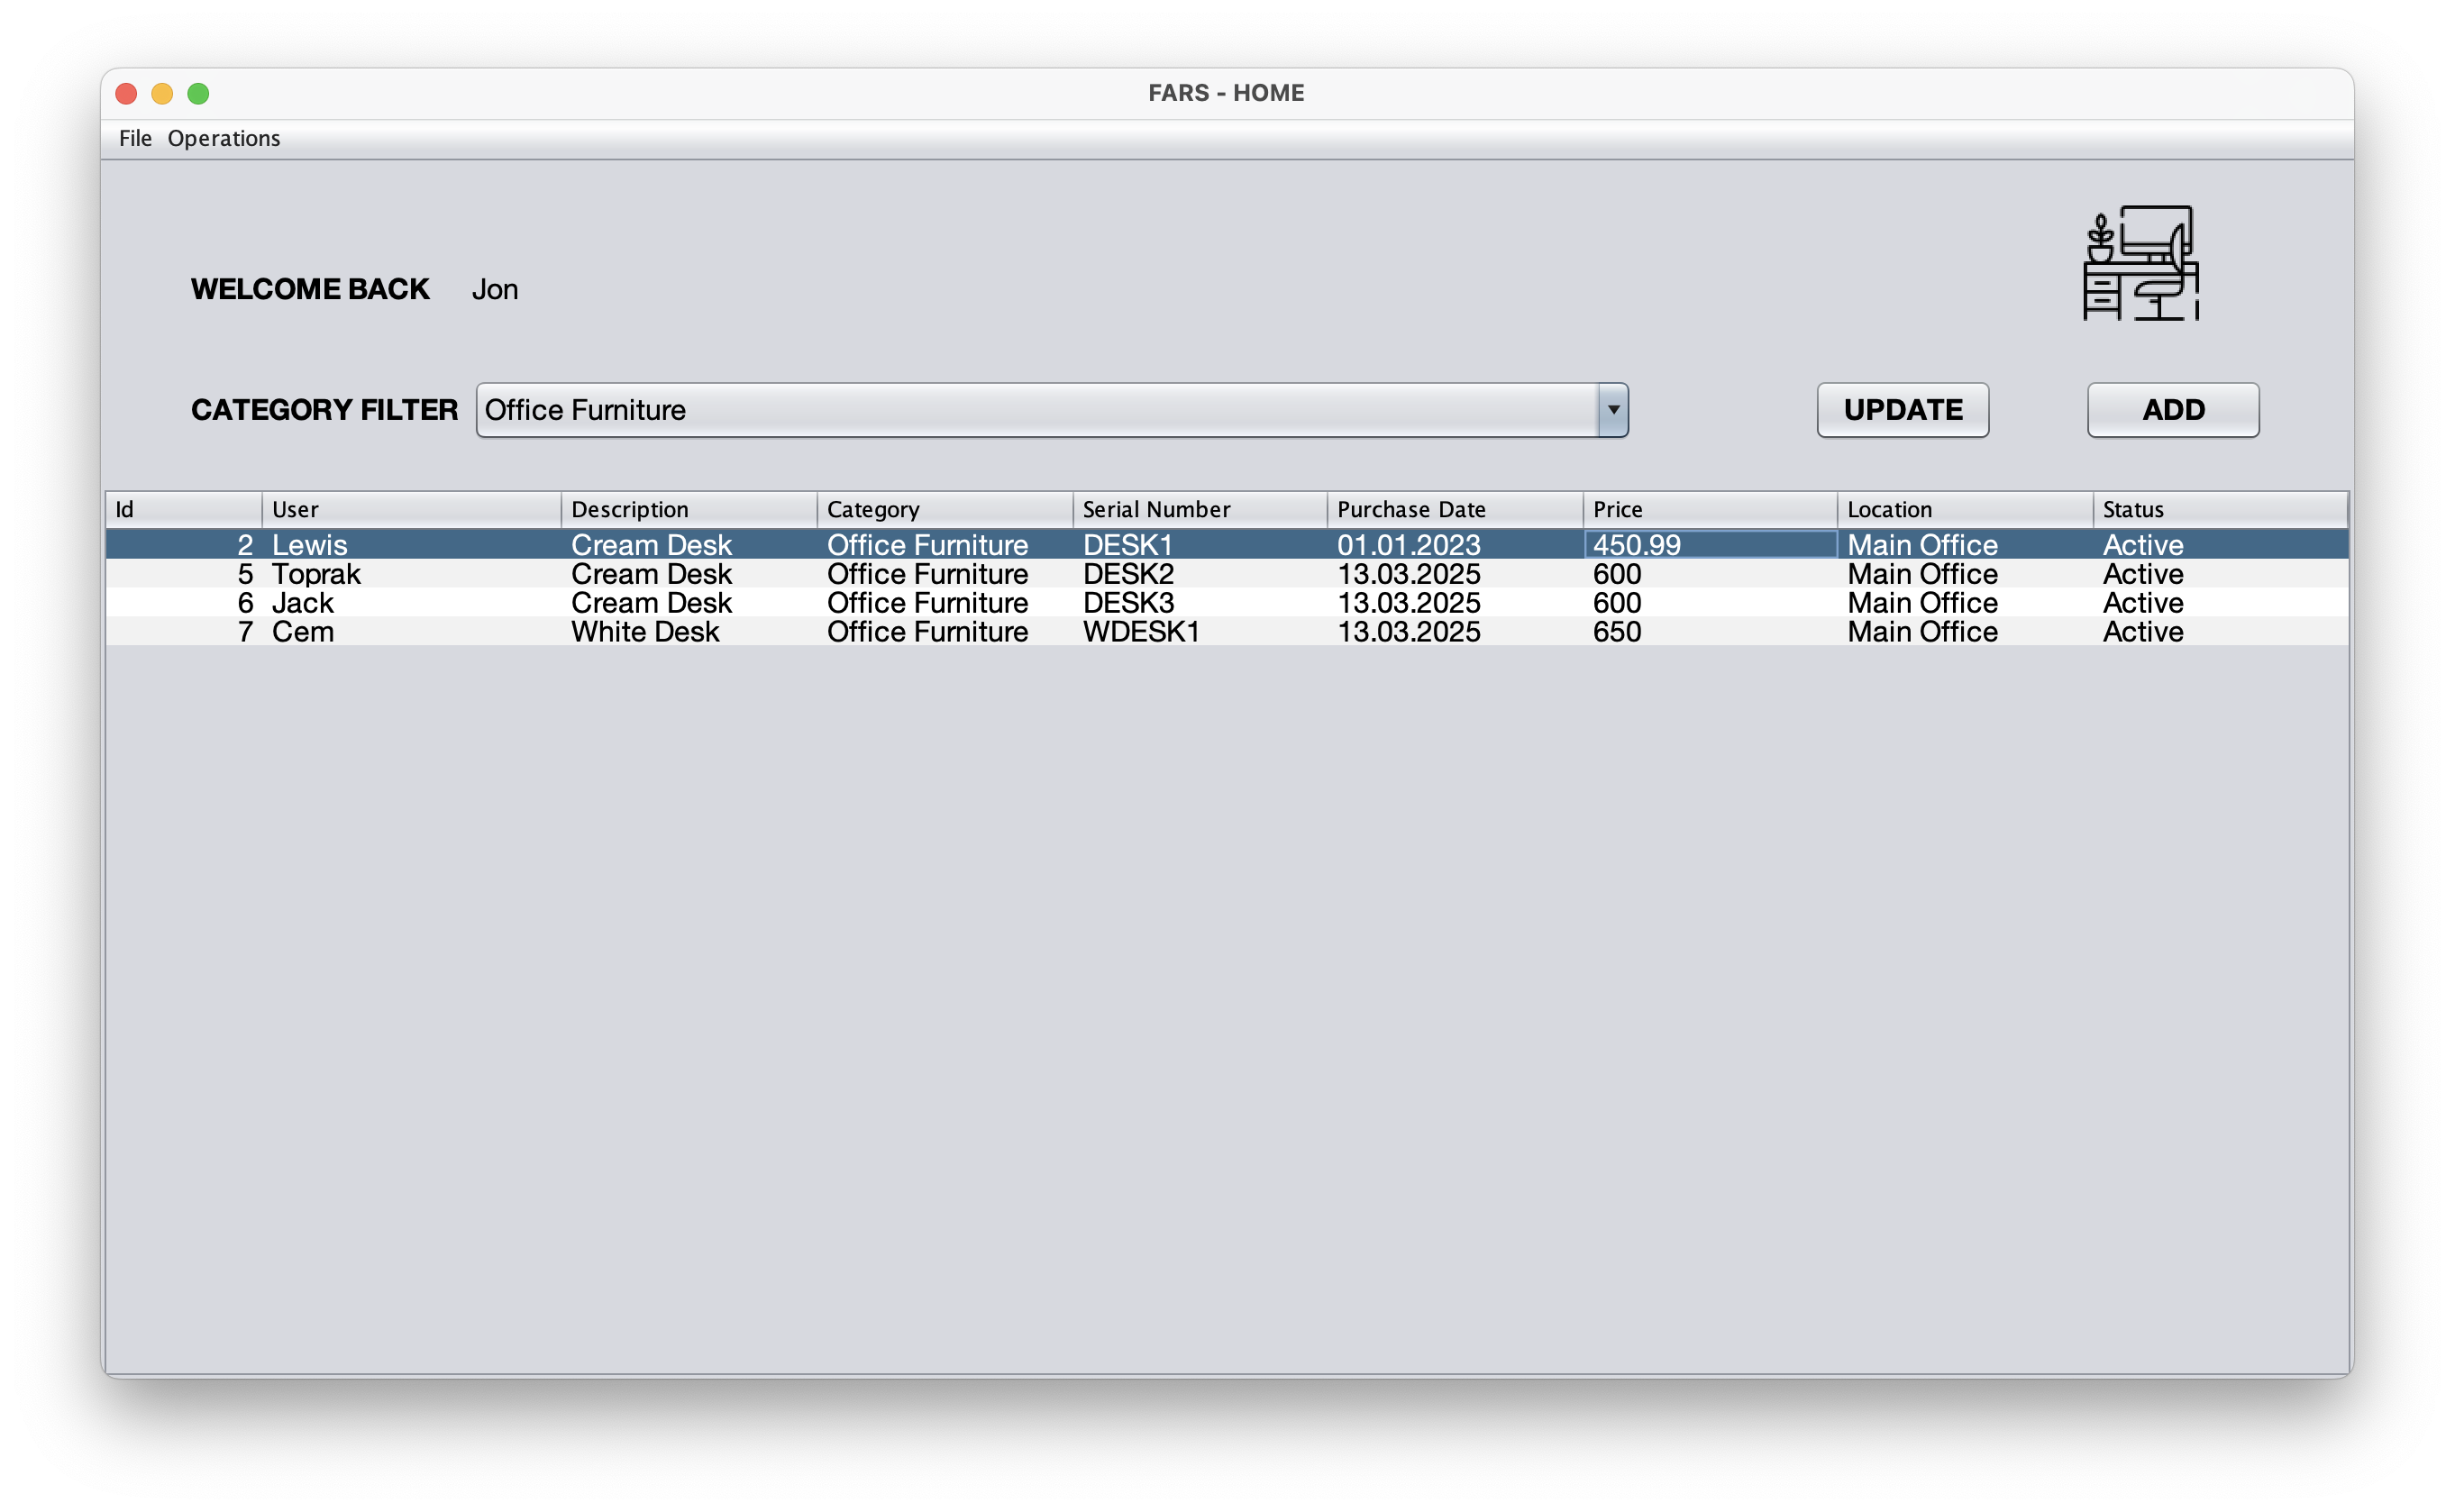 FARS - HOME
File Operations
WELCOME BACK Jon
CATEGORY FILTER Office Furniture UPDATE ADD
Id User Description Category Serial Number Purchase Date Price Location Status
2 Lewis Cream Desk Office Furniture DESK1 01.01.2023 450.99 Main Office Active
5 Toprak Cream Desk Office Furniture DESK2 13.03.2025 600 Main Office Active
6 Jack Cream Desk Office Furniture DESK3 13.03.2025 600 Main Office Active
7 Cem White Desk Office Furniture WDESK1 13.03.2025 650 Main Office Active